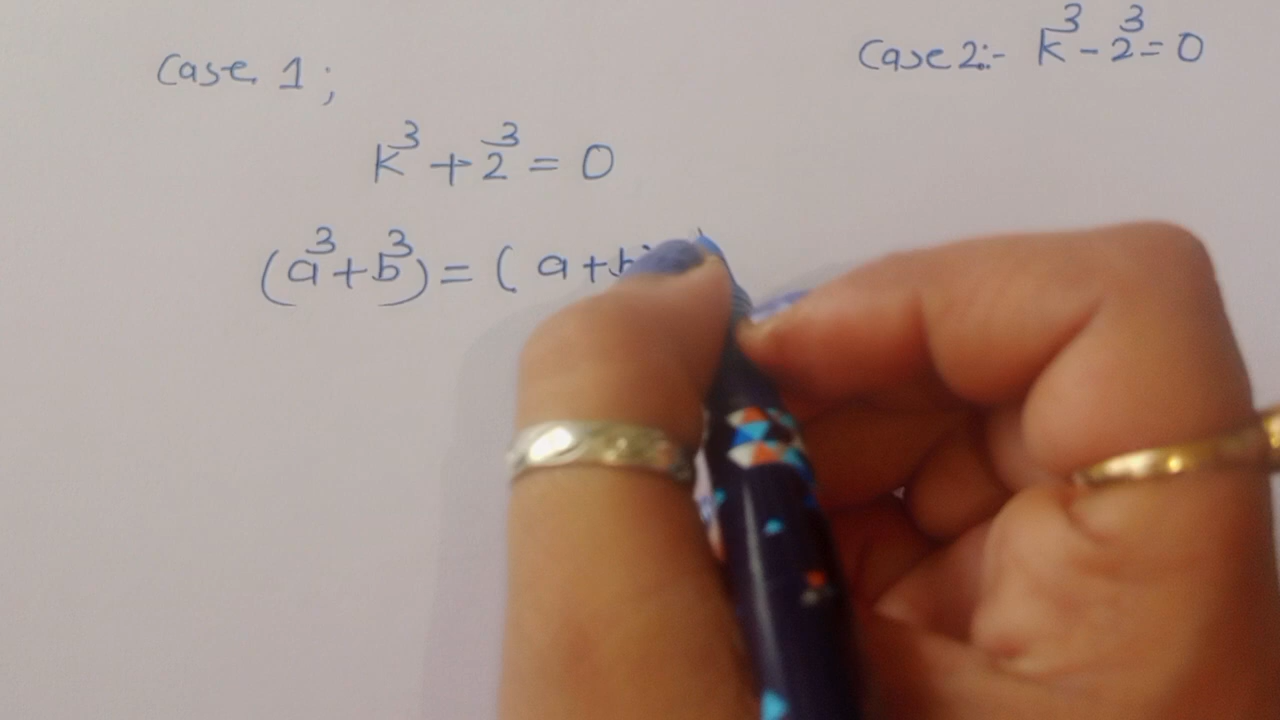 Case 1;
k³+2³=0
(a³+b³)=(a+b
Case 2:- k³-2³=0